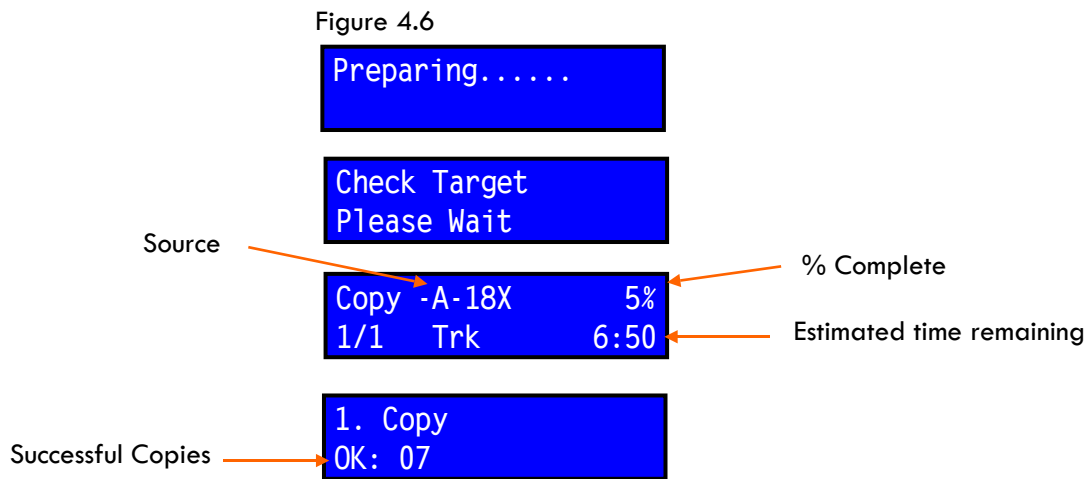 Figure 4.6
Preparing......
Check Target
Please Wait
Source
% Complete
Copy -A-18X 5%
1/1 Trk 6:50
Estimated time remaining
1. Copy
OK: 07
Successful Copies